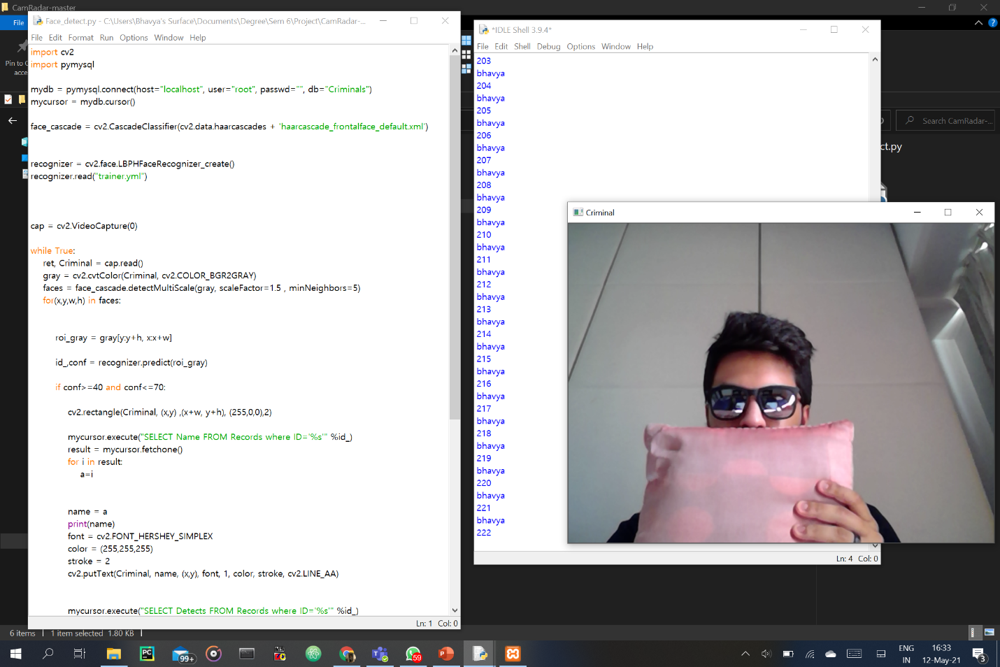 CamRadar-master
File
Pin to Q
acce
Face_detect.py - C:\Users\Bhavya's Surface\Documents\Degree\Sem 6\Project\CamRadar-...
File Edit Format Run Options Window Help
import cv2
import pymysql
mydb = pymysql.connect(host="localhost", user="root", passwd="", db="Criminals")
mycursor = mydb.cursor()
face_cascade = cv2.CascadeClassifier(cv2.data.haarcascades + 'haarcascade_frontalface_default.xml')
recognizer = cv2.face.LBPHFaceRecognizer_create()
recognizer.read("trainer.yml")
cap = cv2.VideoCapture(0)
while True:
ret, Criminal = cap.read()
gray = cv2.cvtColor(Criminal, cv2.COLOR_BGR2GRAY)
faces = face_cascade.detectMultiScale(gray, scaleFactor=1.5 , minNeighbors=5)
for(x,y,w,h) in faces:
roi_gray = gray[y:y+h, x:x+w]
id_,conf = recognizer.predict(roi_gray)
if conf>=40 and conf<=70:
cv2.rectangle(Criminal, (x,y) ,(x+w, y+h), (255,0,0),2)
mycursor.execute("SELECT Name FROM Records where ID='%s'" %id_)
result = mycursor.fetchone()
for i in result:
a=i
name = a
print(name)
font = cv2.FONT_HERSHEY_SIMPLEX
color = (255,255,255)
stroke = 2
cv2.putText(Criminal, name, (x,y), font, 1, color, stroke, cv2.LINE_AA)
mycursor.execute("SELECT Detects FROM Records where ID='%s'" %id_)
Ln: 1 Col: 0
*IDLE Shell 3.9.4*
File Edit Shell Debug Options Window Help
203
bhavya
204
bhavya
205
bhavya
206
bhavya
207
bhavya
208
bhavya
209
bhavya
210
bhavya
211
bhavya
212
bhavya
213
bhavya
214
bhavya
215
bhavya
216
bhavya
217
bhavya
218
bhavya
219
bhavya
220
bhavya
221
bhavya
222
Ln: 4 Col: 0
Search CamRadar-...
ct.py
Criminal
6 items 1 item selected 1.80 KB
PC
99+
59
ENG
IN
16:33
12-May-21
3